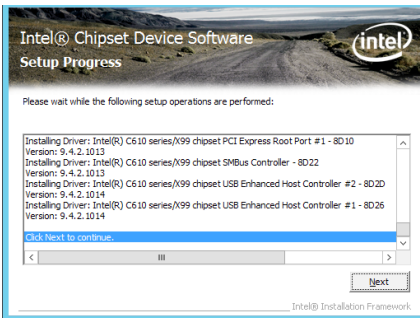 Intel® Chipset Device Software
Setup Progress
intel
Please wait while the following setup operations are performed:
Installing Driver: Intel(R) C610 series/X99 chipset PCI Express Root Port #1 - 8D10
Version: 9.4.2.1013
Installing Driver: Intel(R) C610 series/X99 chipset SMBus Controller - 8D22
Version: 9.4.2.1013
Installing Driver: Intel(R) C610 series/X99 chipset USB Enhanced Host Controller #2 - 8D2D
Version: 9.4.2.1014
Installing Driver: Intel(R) C610 series/X99 chipset USB Enhanced Host Controller #1 - 8D26
Version: 9.4.2.1014
Click Next to continue.
Next
Intel® Installation Framework